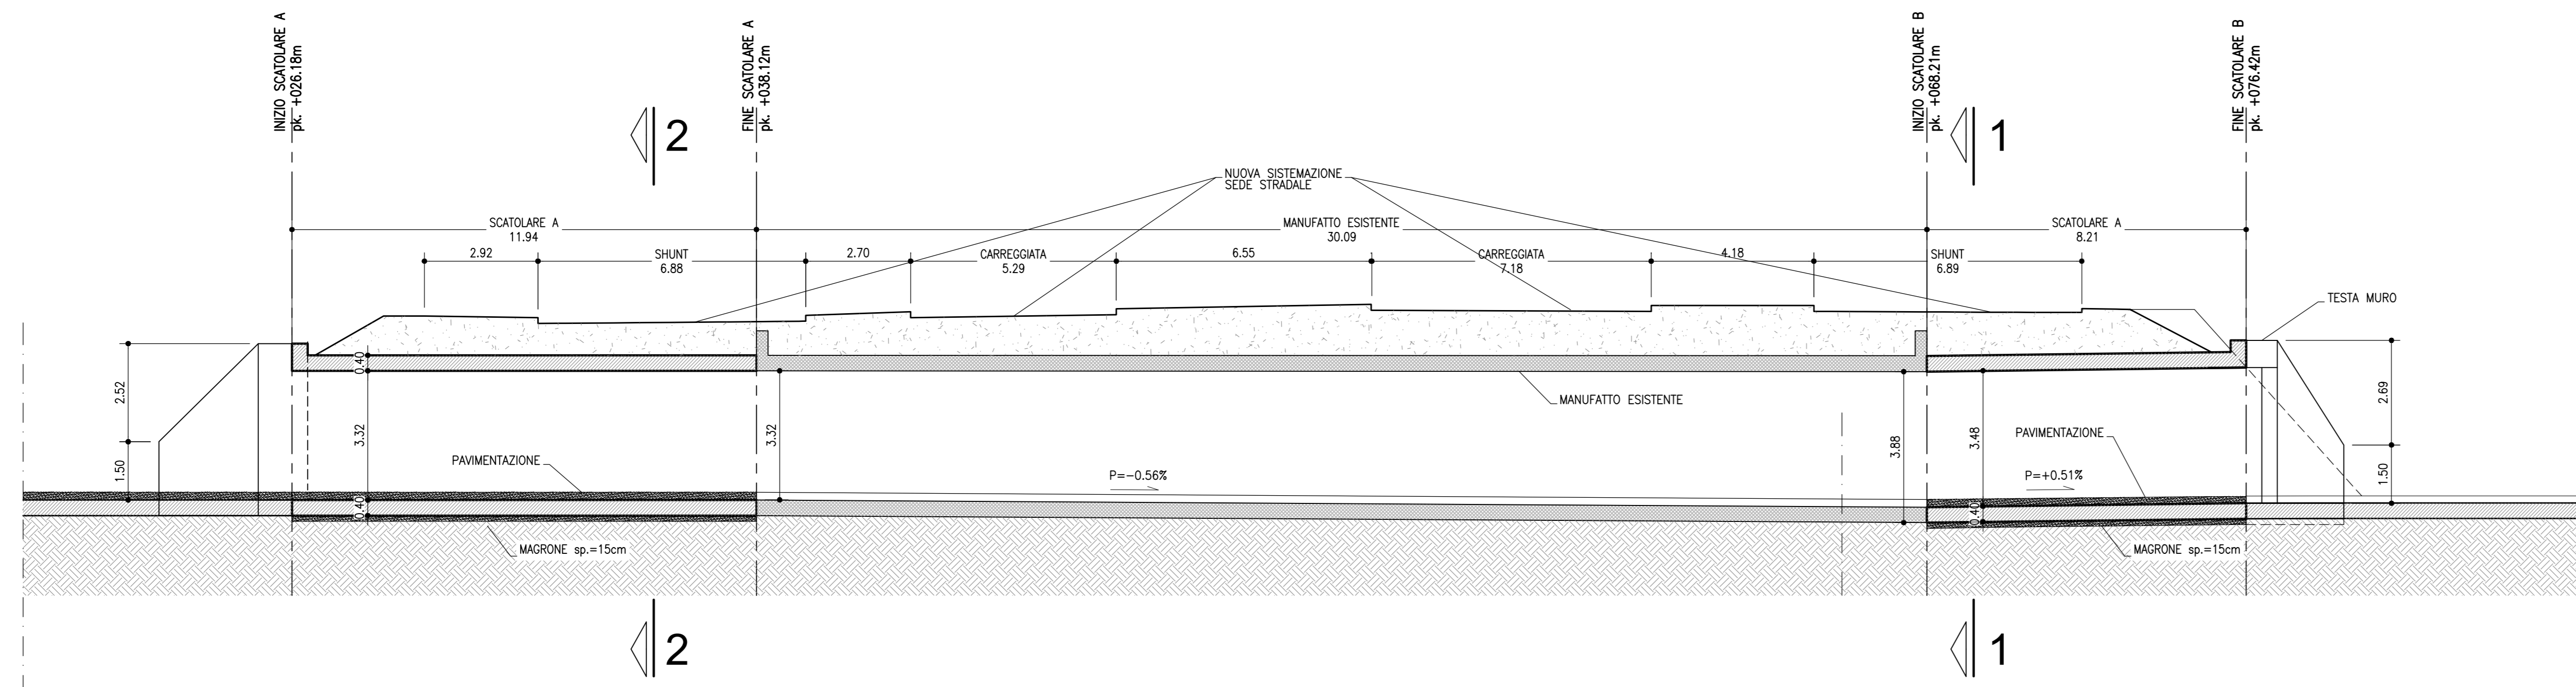 INIZIO SCATOLARE A
pk. +026.18m
FINE SCATOLARE A
pk. +038.12m
INIZIO SCATOLARE B
pk. +068.21m
FINE SCATOLARE B
pk. +076.42m
2
1
NUOVA SISTEMAZIONE
SEDE STRADALE
SCATOLARE A
11.94
MANUFATTO ESISTENTE
30.09
SCATOLARE A
8.21
2.92
SHUNT
6.88
2.70
CARREGGIATA
5.29
6.55
CARREGGIATA
7.18
4.18
SHUNT
6.89
TESTA MURO
0.40
2.52
2.69
MANUFATTO ESISTENTE
3.32
3.32
3.88
3.48
PAVIMENTAZIONE
PAVIMENTAZIONE
1.50
P=-0.56%
P=+0.51%
1.50
0.40
0.40
MAGRONE sp.=15cm
MAGRONE sp.=15cm
2
1